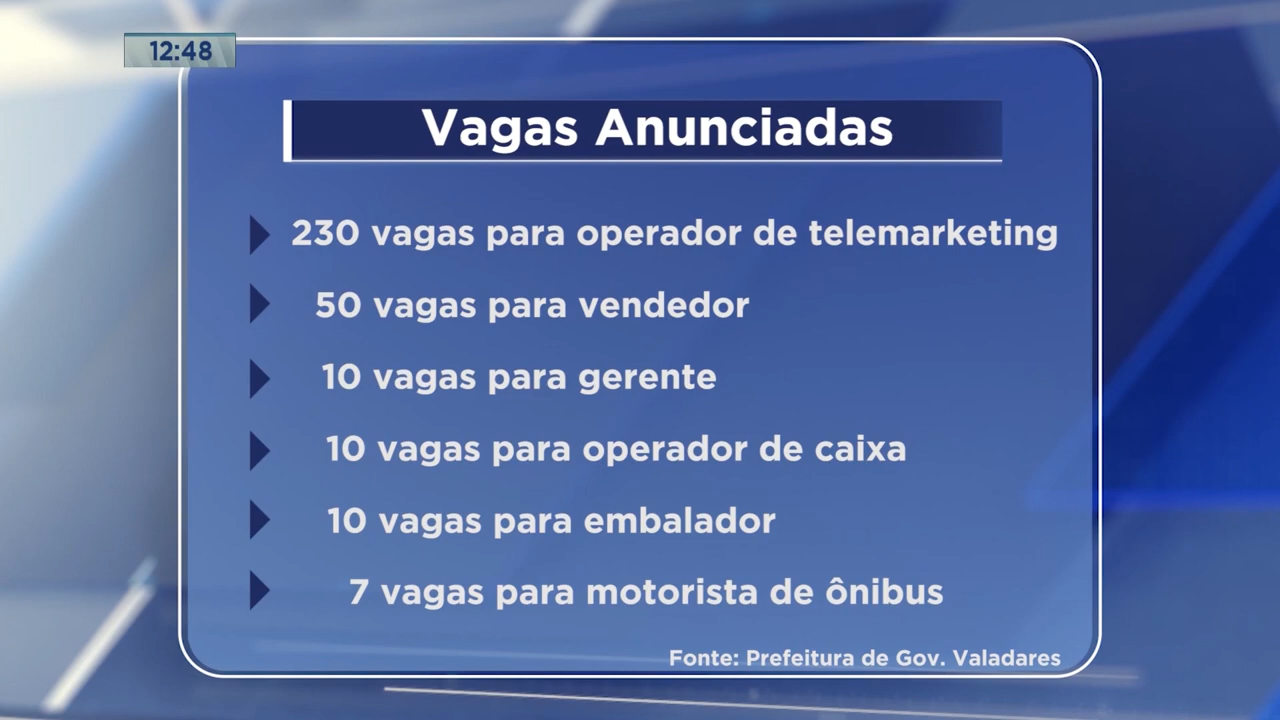 12:48
Vagas Anunciadas
230 vagas para operador de telemarketing
50 vagas para vendedor
10 vagas para gerente
10 vagas para operador de caixa
10 vagas para embalador
7 vagas para motorista de ônibus
Fonte: Prefeitura de Gov. Valadares